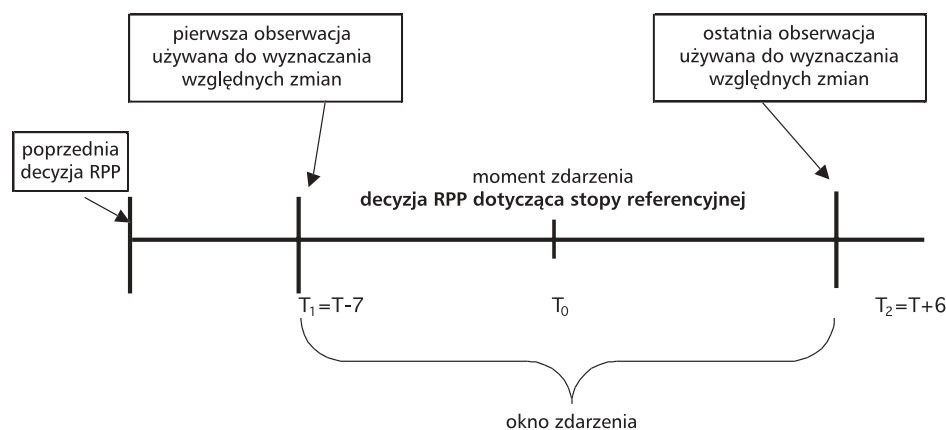 pierwsza obserwacja
używana do wyznaczania
względnych zmian
ostatnia obserwacja
używana do wyznaczania
względnych zmian
poprzednia
decyzja RPP
moment zdarzenia
decyzja RPP dotycząca stopy referencyjnej
T₁=T-7
T₀
T₂=T+6
okno zdarzenia